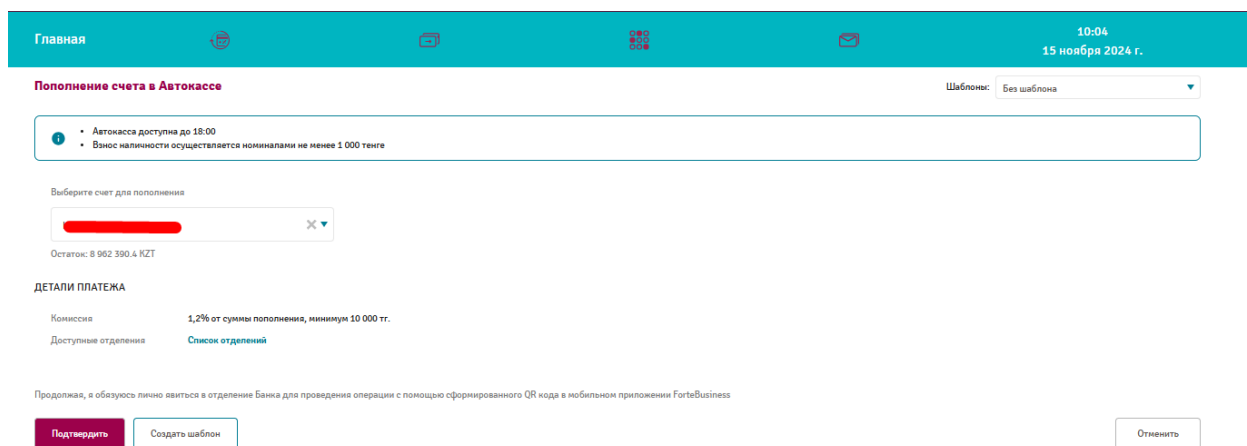 Главная
10:04
15 ноября 2024 г.
Пополнение счета в Автокассе
Шаблоны: Без шаблона
Автокасса доступна до 18:00
Взнос наличности осуществляется номиналами не менее 1 000 тенге
Выберите счет для пополнения
Остаток: 8 962 390.4 KZT
ДЕТАЛИ ПЛАТЕЖА
Комиссия 1,2% от суммы пополнения, минимум 10 000 тг.
Доступные отделения Список отделений
Продолжая, я обязуюсь лично явиться в отделение Банка для проведения операции с помощью сформированного QR кода в мобильном приложении ForteBusiness
Подтвердить Создать шаблон Отменить